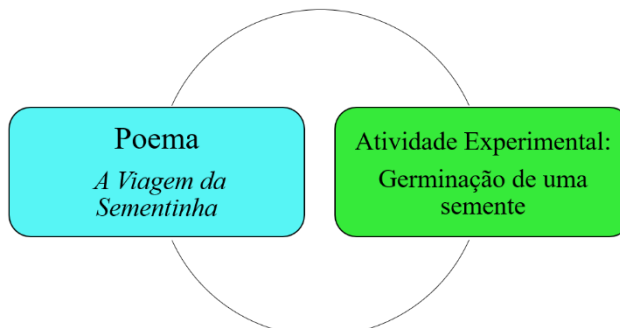 Poema
A Viagem da
Sementinha
Atividade Experimental:
Germinação de uma
semente